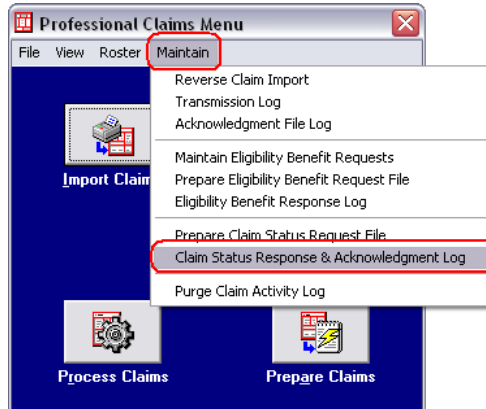 Professional Claims Menu
File View Roster Maintain
Reverse Claim Import
Transmission Log
Acknowledgment File Log
Maintain Eligibility Benefit Requests
Prepare Eligibility Benefit Request File
Eligibility Benefit Response Log
Prepare Claim Status Request File
Claim Status Response & Acknowledgment Log
Purge Claim Activity Log
Import Claim
Process Claims Prepare Claims